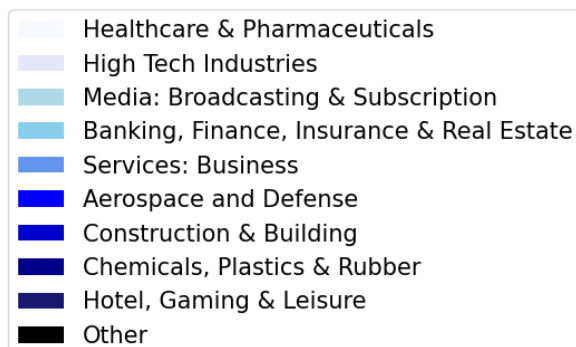 Healthcare & Pharmaceuticals
High Tech Industries
Media: Broadcasting & Subscription
Banking, Finance, Insurance & Real Estate
Services: Business
Aerospace and Defense
Construction & Building
Chemicals, Plastics & Rubber
Hotel, Gaming & Leisure
Other